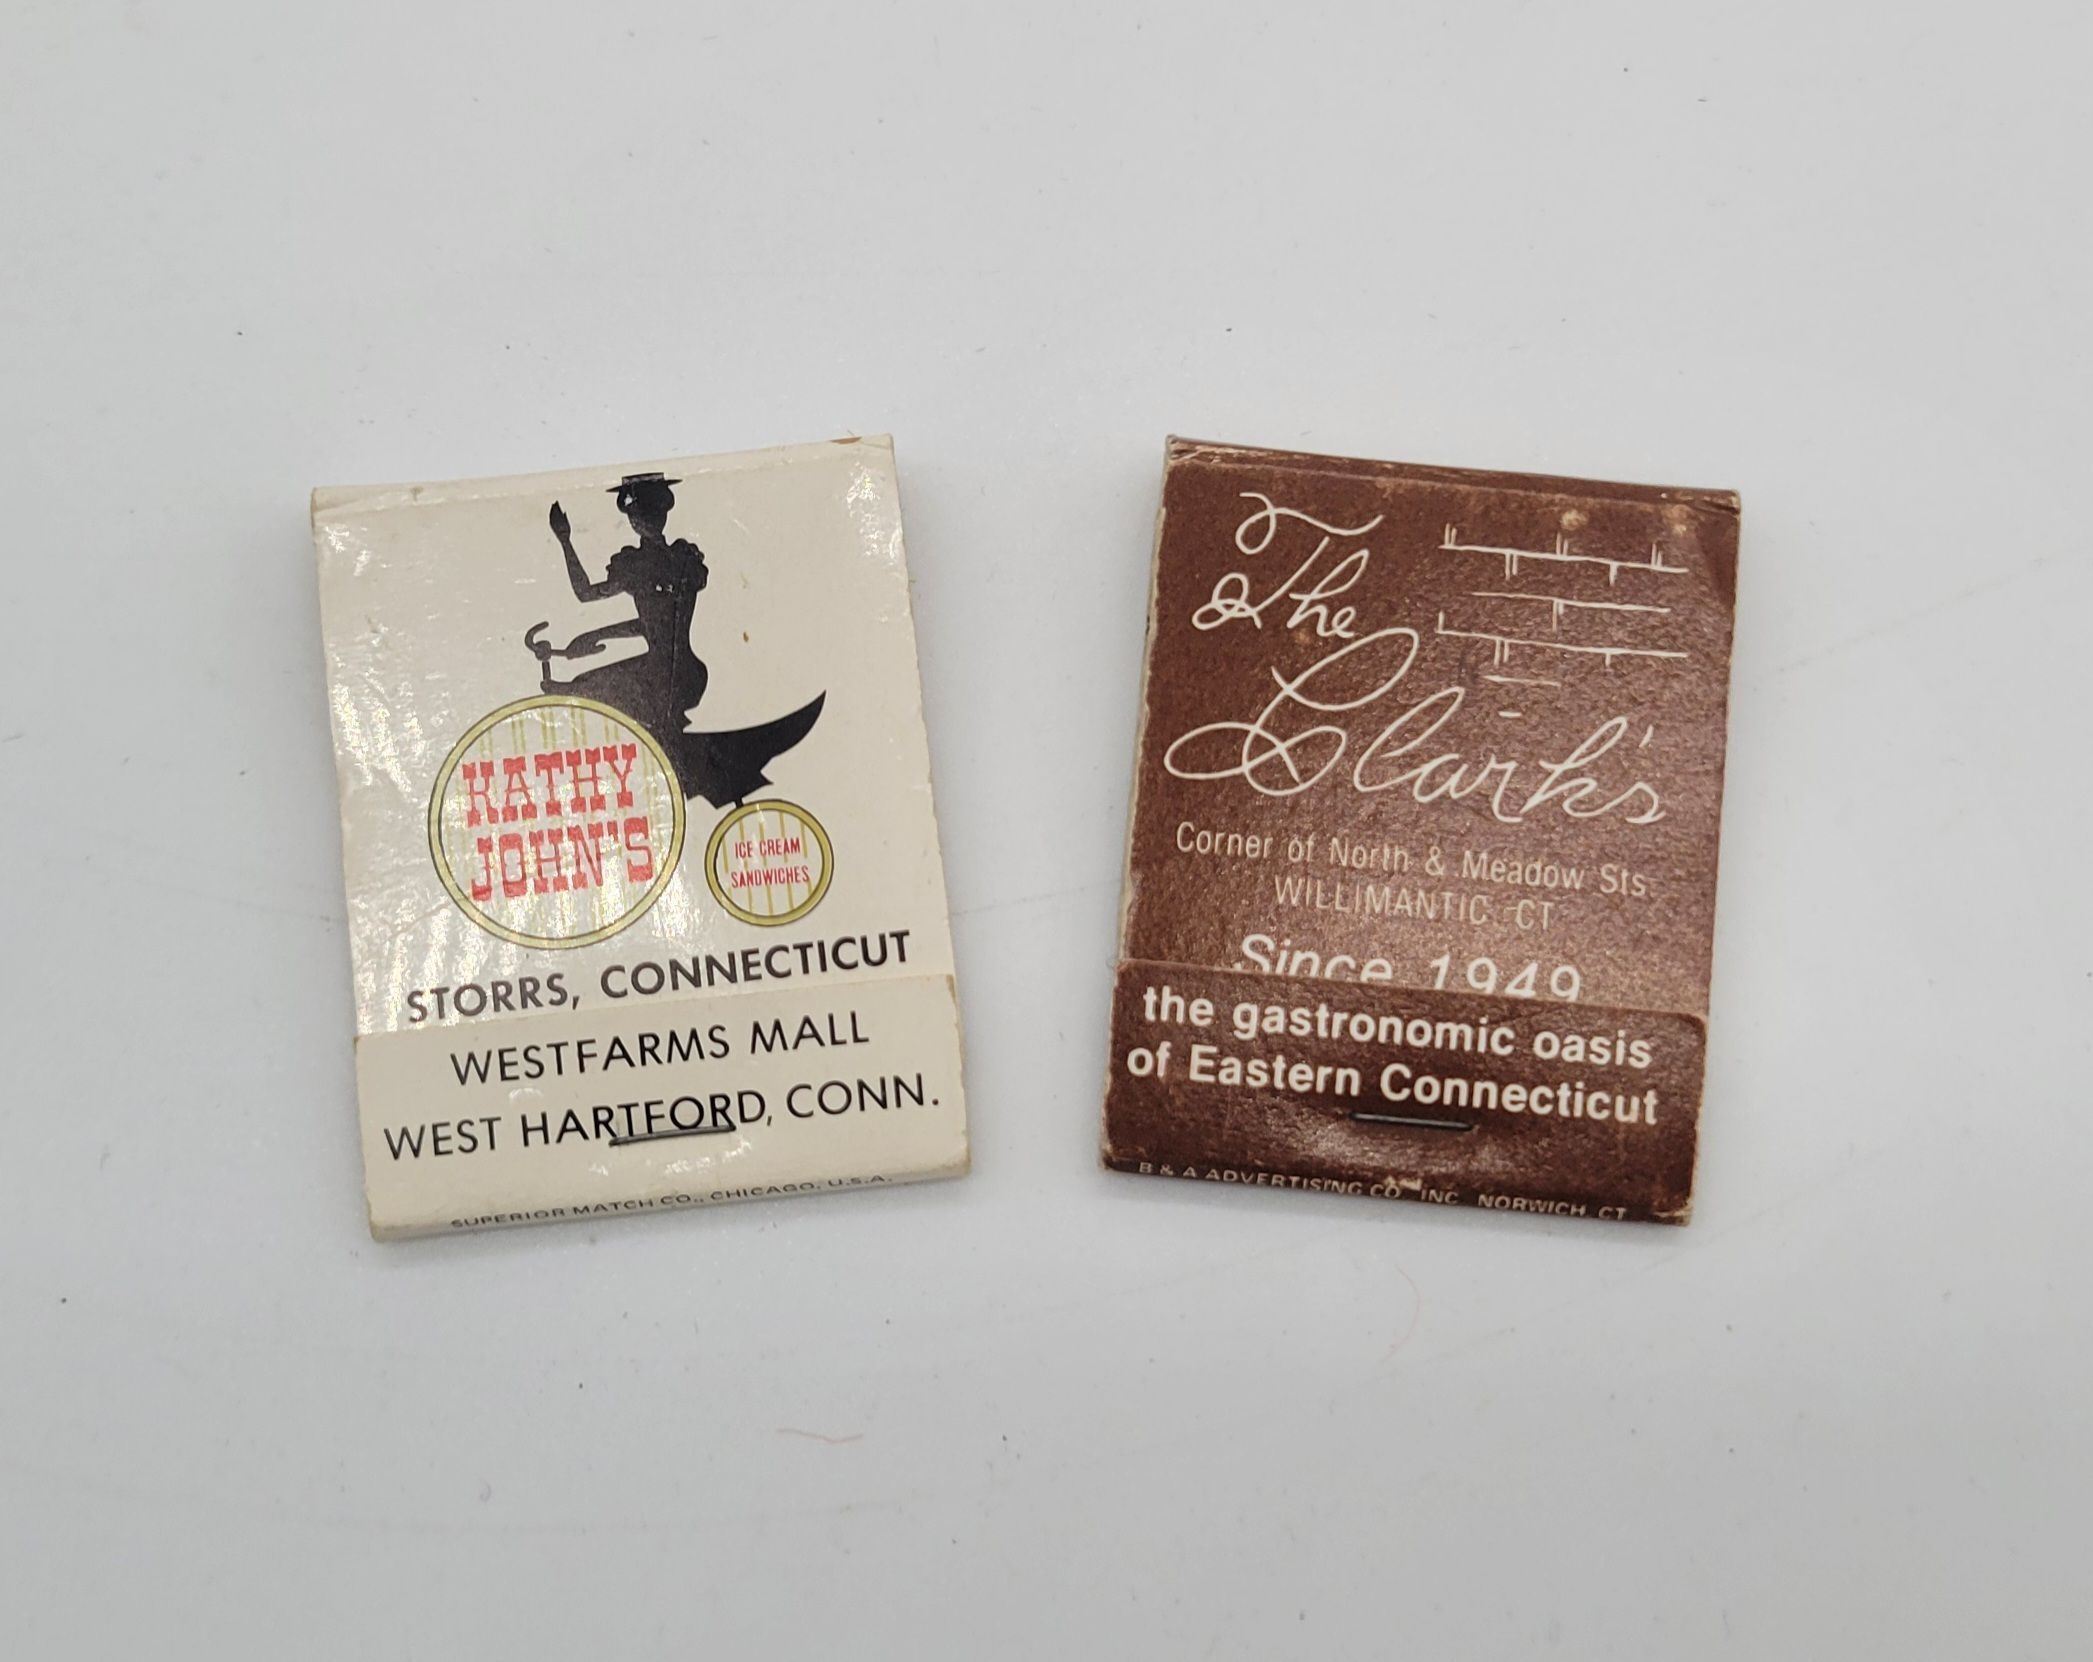 KATHY
JOHN'S
ICE CREAM
SANDWICHES
STORRS, CONNECTICUT
WESTFARMS MALL
WEST HARTFORD, CONN.
SUPERIOR MATCH CO., CHICAGO, U.S.A.
The
Clark's
Corner of North & Meadow Sts.
WILLIMANTIC CT
Since 1949
the gastronomic oasis
of Eastern Connecticut
B & A ADVERTISING CO INC NORWICH CT